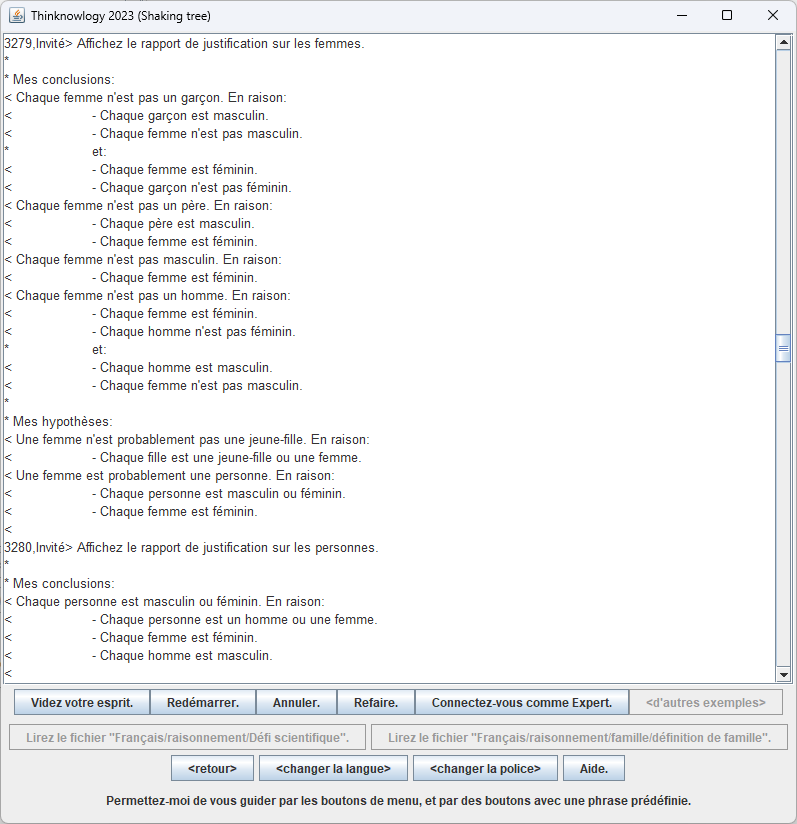 Thinknowlogy 2023 (Shaking tree)
3279,Invité> Affichez le rapport de justification sur les femmes.
*
* Mes conclusions:
< Chaque femme n'est pas un garçon. En raison:
< - Chaque garçon est masculin.
< - Chaque femme n'est pas masculin.
* et:
< - Chaque femme est féminin.
< - Chaque garçon n'est pas féminin.
< Chaque femme n'est pas un père. En raison:
< - Chaque père est masculin.
< - Chaque femme est féminin.
< Chaque femme n'est pas masculin. En raison:
< - Chaque femme est féminin.
< Chaque femme n'est pas un homme. En raison:
< - Chaque femme est féminin.
< - Chaque homme n'est pas féminin.
* et:
< - Chaque homme est masculin.
< - Chaque femme n'est pas masculin.
*
* Mes hypothèses:
< Une femme n'est probablement pas une jeune-fille. En raison:
< - Chaque fille est une jeune-fille ou une femme.
< Une femme est probablement une personne. En raison:
< - Chaque personne est masculin ou féminin.
< - Chaque femme est féminin.
<
3280,Invité> Affichez le rapport de justification sur les personnes.
*
* Mes conclusions:
< Chaque personne est masculin ou féminin. En raison:
< - Chaque personne est un homme ou une femme.
< - Chaque femme est féminin.
< - Chaque homme est masculin.
<
Videz votre esprit. Redémarrer. Annuler. Refaire. Connectez-vous comme Expert. <d'autres exemples>
Lirez le fichier "Français/raisonnement/Défi scientifique". Lirez le fichier "Français/raisonnement/famille/définition de famille".
<retour> <changer la langue> <changer la police> Aide.
Permettez-moi de vous guider par les boutons de menu, et par des boutons avec une phrase prédéfinie.